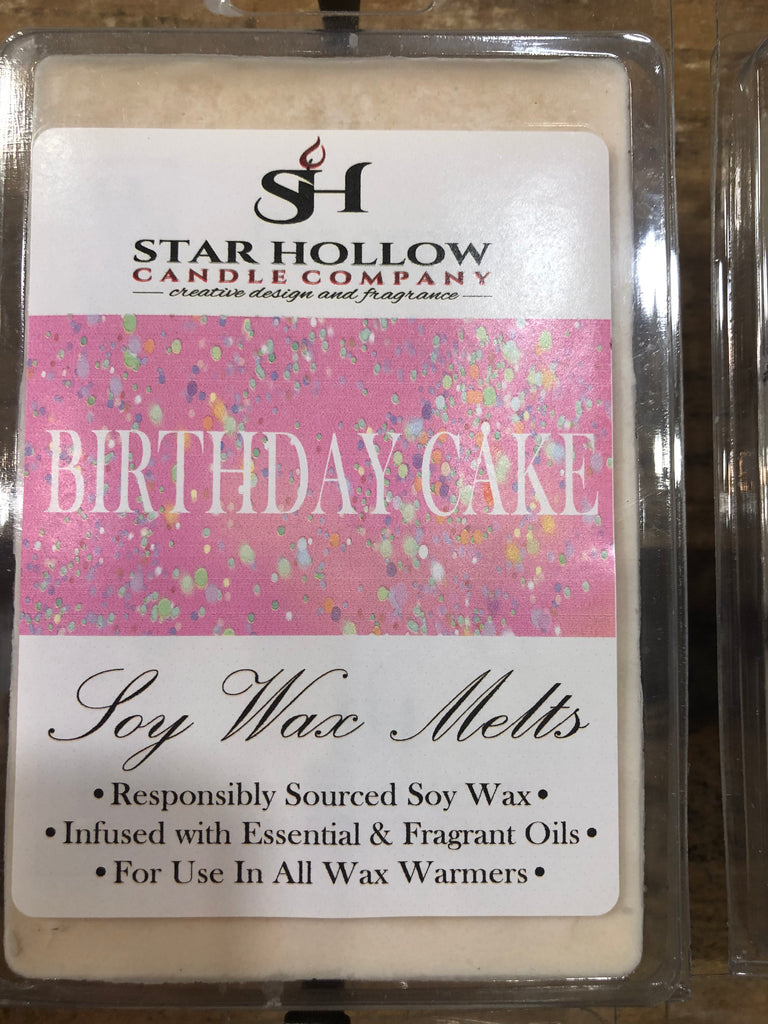 SH
STAR HOLLOW
CANDLE COMPANY
creative design and fragrance
BIRTHDAY CAKE
Soy Wax Melts
• Responsibly Sourced Soy Wax •
• Infused with Essential & Fragrant Oils •
• For Use In All Wax Warmers •